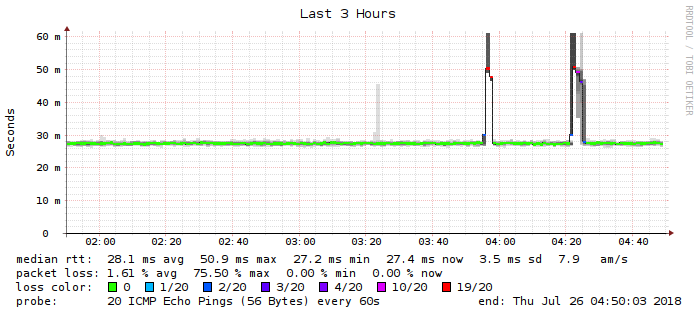 Last 3 Hours
RRDTOOL / TOBI OETIKER
Seconds
60 m
50 m
40 m
30 m
20 m
10 m
0
02:00 02:20 02:40 03:00 03:20 03:40 04:00 04:20 04:40
median rtt: 28.1 ms avg 50.9 ms max 27.2 ms min 27.4 ms now 3.5 ms sd 7.9 am/s
packet loss: 1.61 % avg 75.50 % max 0.00 % min 0.00 % now
loss color: 0 1/20 2/20 3/20 4/20 10/20 19/20
probe: 20 ICMP Echo Pings (56 Bytes) every 60s end: Thu Jul 26 04:50:03 2018